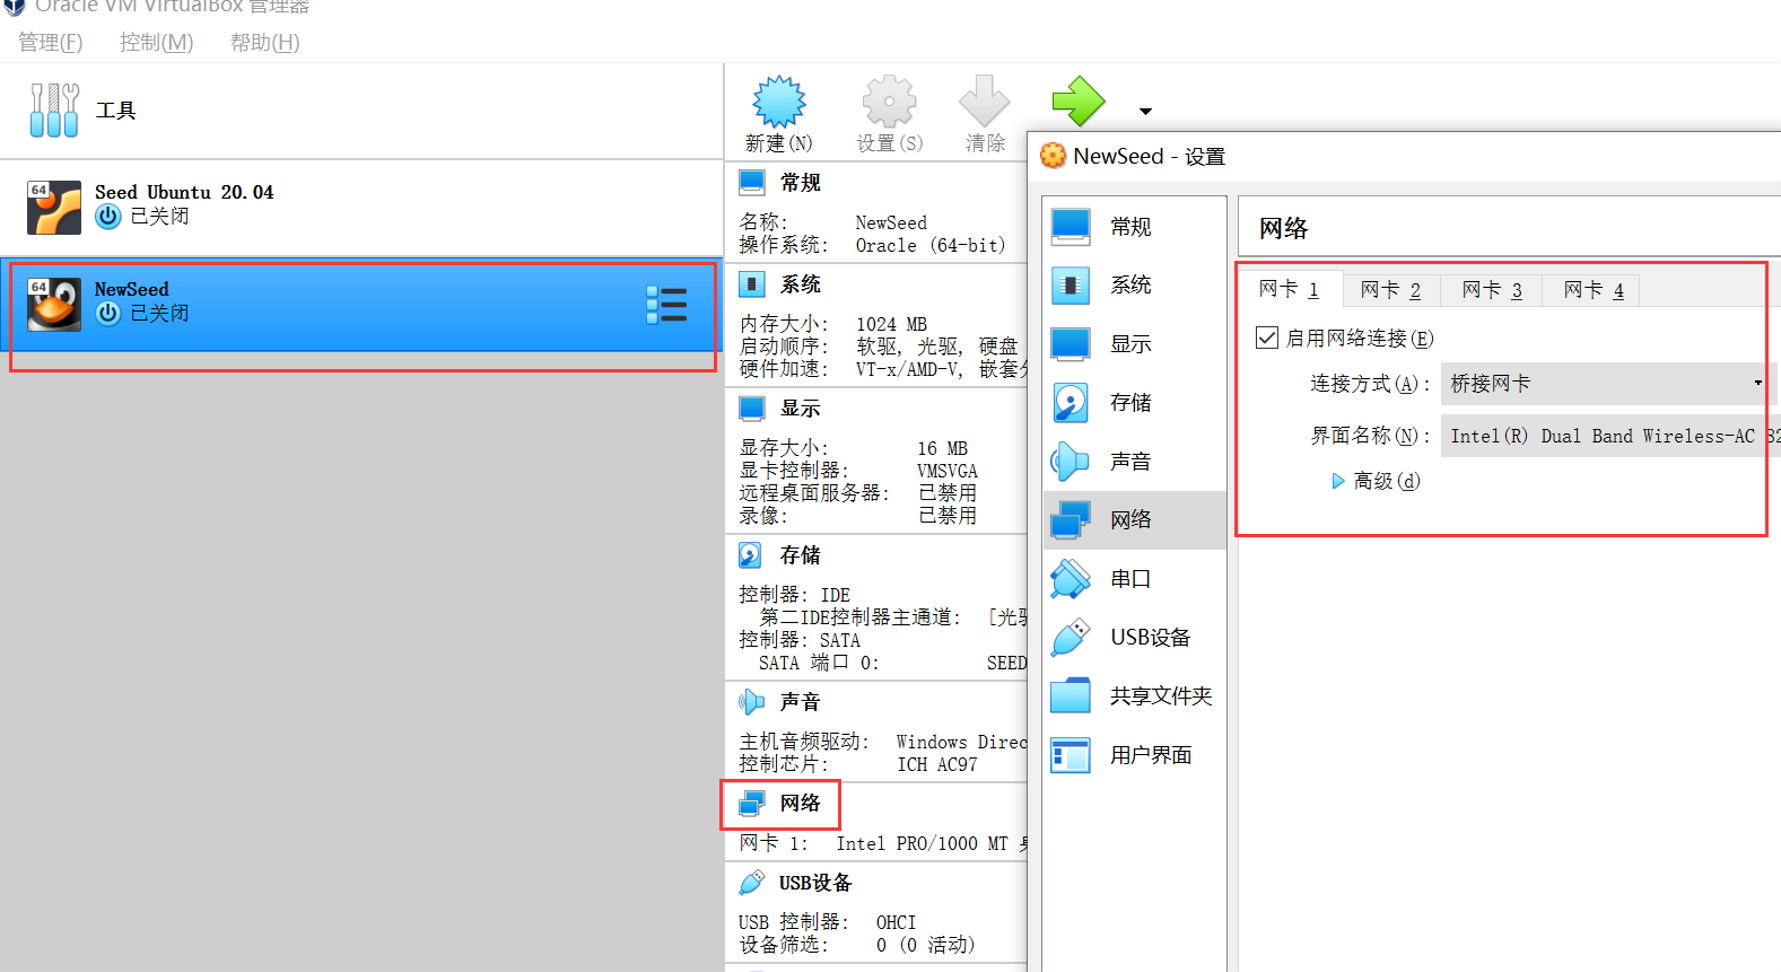 Oracle VM VirtualBox 管理器
管理(F)
控制(M)
帮助(H)
工具
64
Seed Ubuntu 20.04
已关闭
64
NewSeed
已关闭
新建(N)
设置(S)
清除
常规
名称: NewSeed
操作系统: Oracle (64-bit)
系统
内存大小: 1024 MB
启动顺序: 软驱, 光驱, 硬盘
硬件加速: VT-x/AMD-V, 嵌套
显示
显存大小: 16 MB
显卡控制器: VMSVGA
远程桌面服务器: 已禁用
录像: 已禁用
存储
控制器: IDE
第二IDE控制器主通道: [光
控制器: SATA
SATA 端口 0: SEED
声音
主机音频驱动: Windows Direc
控制芯片: ICH AC97
网络
网卡 1: Intel PRO/1000 MT
USB设备
USB 控制器: OHCI
设备筛选: 0 (0 活动)
NewSeed - 设置
常规
系统
显示
存储
声音
网络
串口
USB设备
共享文件夹
用户界面
网络
网卡 1
网卡 2
网卡 3
网卡 4
启用网络连接(E)
连接方式(A): 桥接网卡
界面名称(N): Intel(R) Dual Band Wireless-AC 82
高级(d)